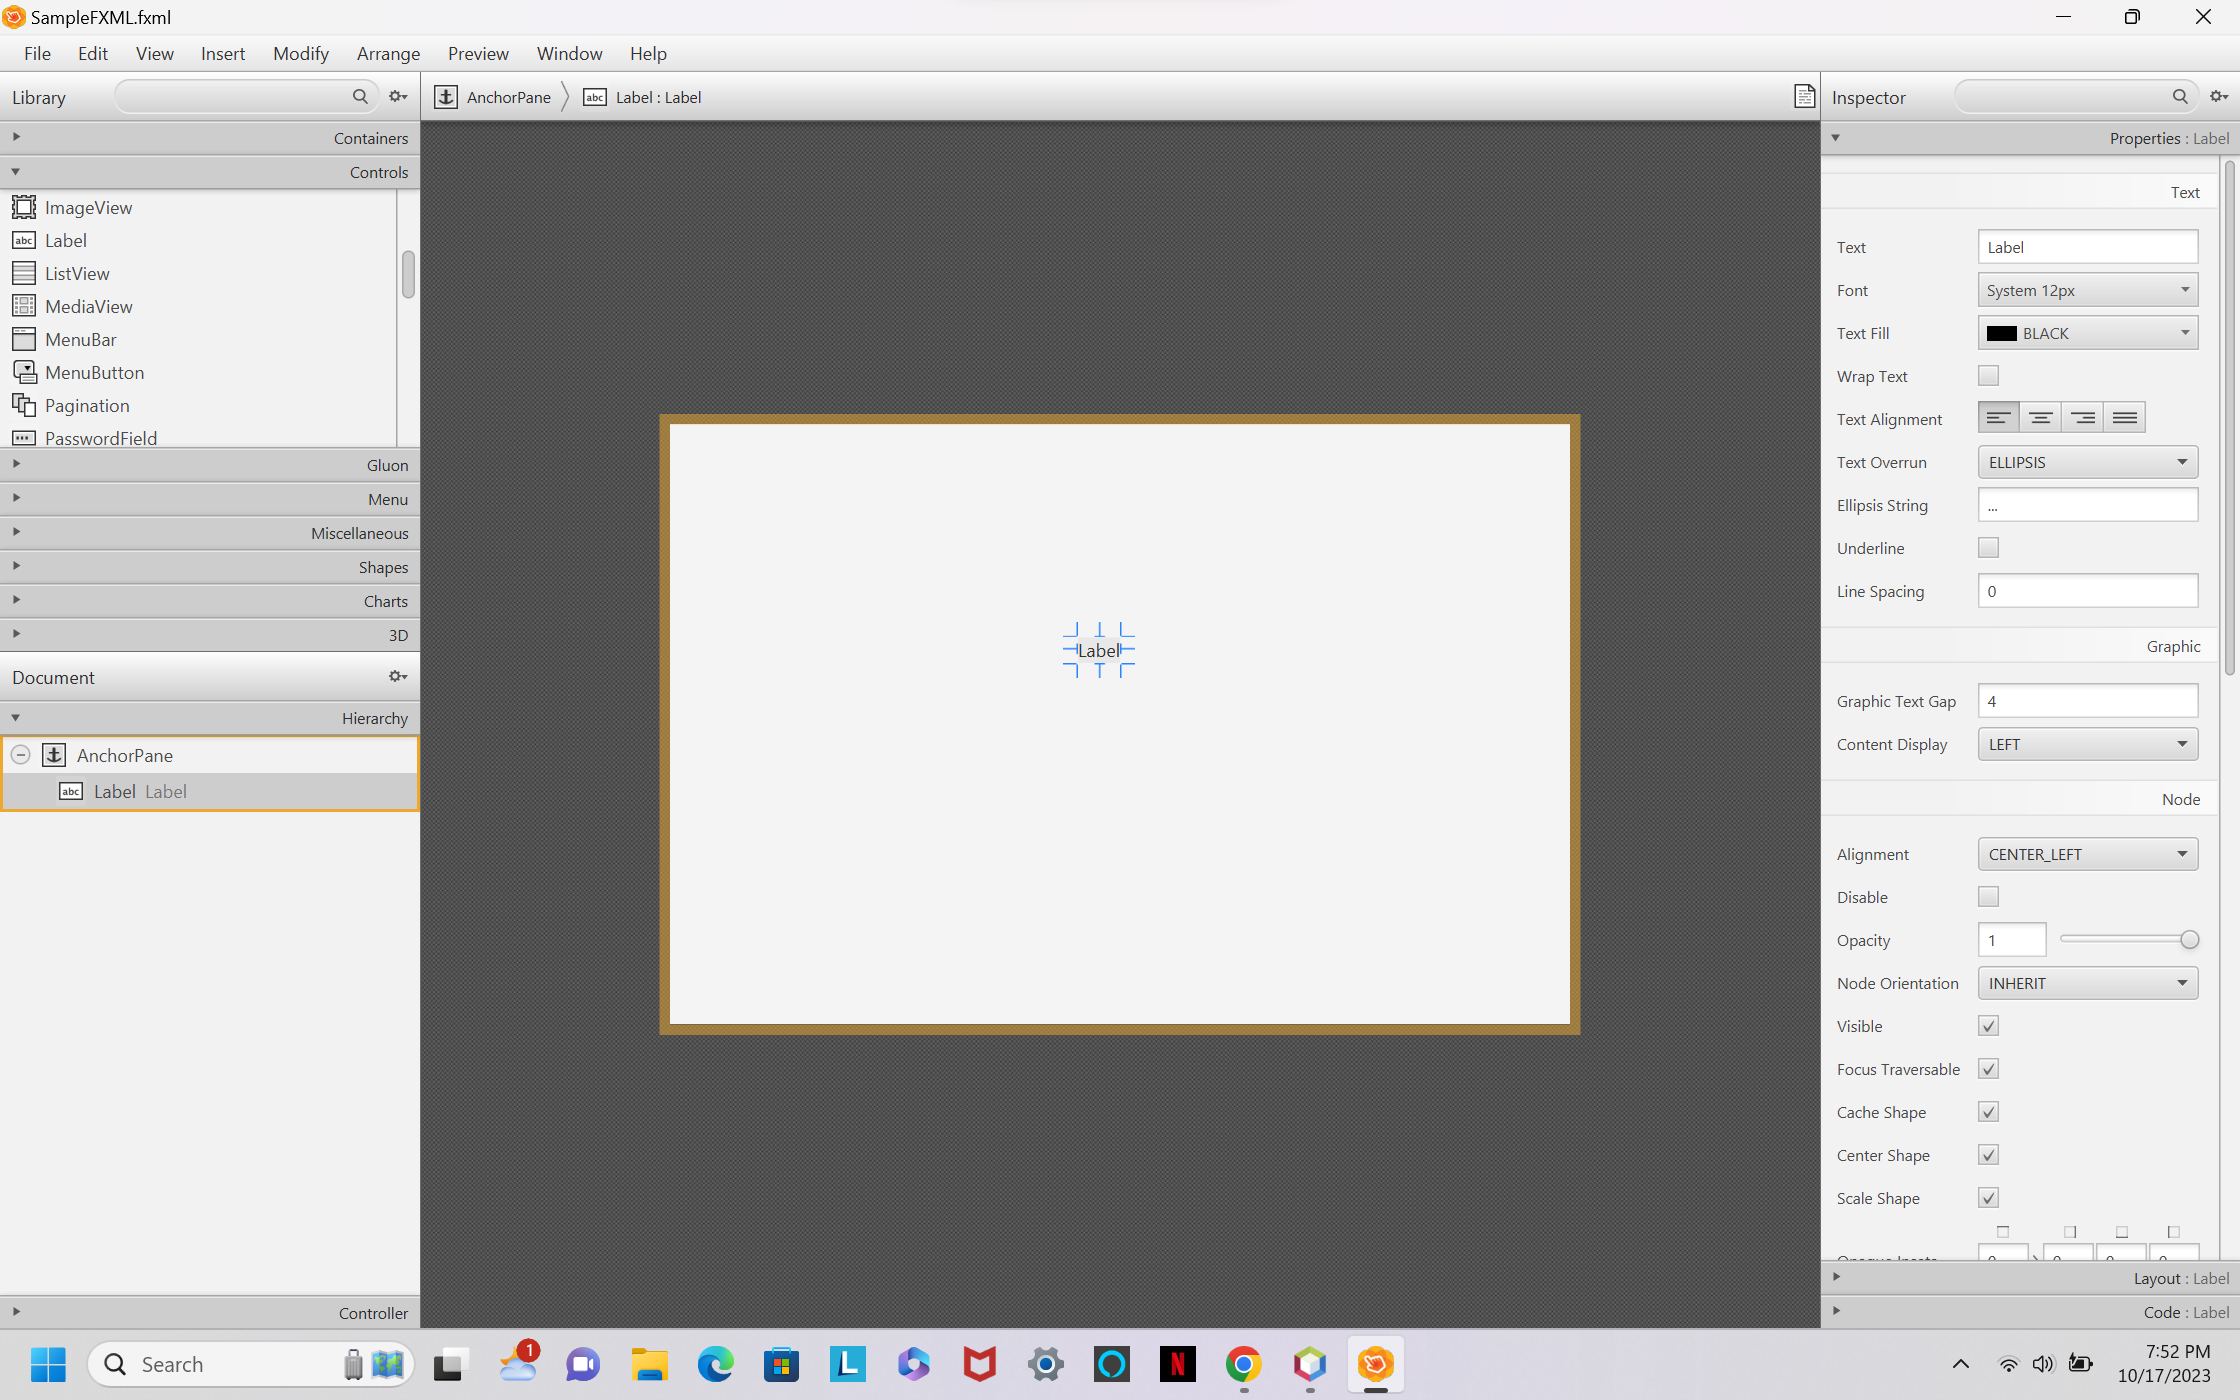 SampleFXML.fxml
File Edit View Insert Modify Arrange Preview Window Help
Library
AnchorPane
abc Label : Label
Inspector
Containers
Controls
ImageView
abc Label
ListView
MediaView
MenuBar
MenuButton
Pagination
PasswordField
Gluon
Menu
Miscellaneous
Shapes
Charts
3D
Document
Hierarchy
AnchorPane
abc Label Label
Controller
Label
Properties : Label
Text
Text Label
Font System 12px
Text Fill BLACK
Wrap Text
Text Alignment
Text Overrun ELLIPSIS
Ellipsis String ...
Underline
Line Spacing 0
Graphic
Graphic Text Gap 4
Content Display LEFT
Node
Alignment CENTER_LEFT
Disable
Opacity 1
Node Orientation INHERIT
Visible
Focus Traversable
Cache Shape
Center Shape
Scale Shape
Layout : Label
Code : Label
Search
1
L
N
7:52 PM
10/17/2023